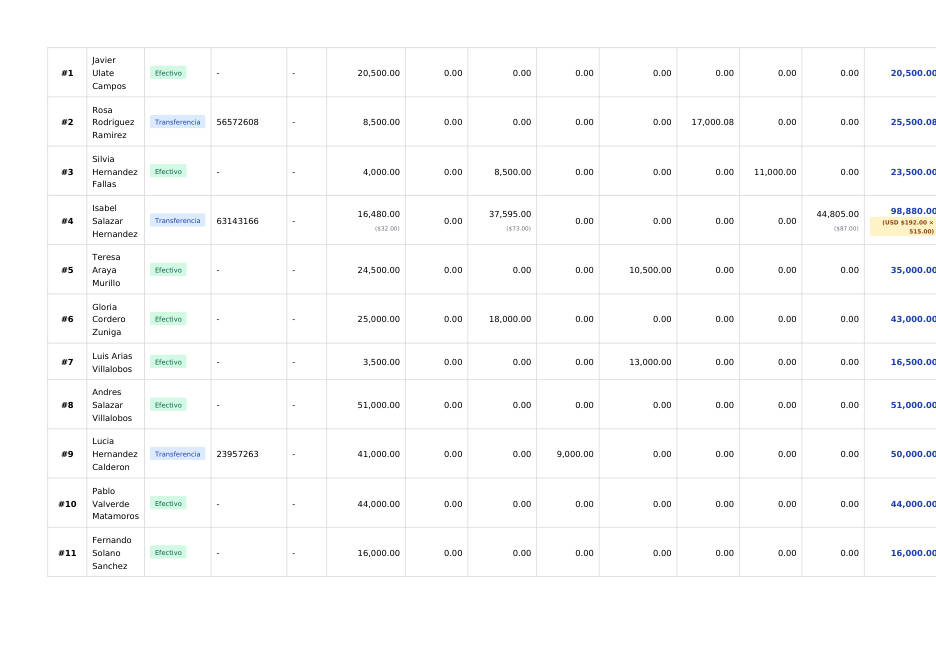 #1 Javier Ulate Campos Efectivo - - 20,500.00 0.00 0.00 0.00 0.00 0.00 0.00 0.00 20,500.00
#2 Rosa Rodriguez Ramirez Transferencia 56572608 - 8,500.00 0.00 0.00 0.00 0.00 17,000.08 0.00 0.00 25,500.08
#3 Silvia Hernandez Fallas Efectivo - - 4,000.00 0.00 8,500.00 0.00 0.00 0.00 11,000.00 0.00 23,500.00
#4 Isabel Salazar Hernandez Transferencia 63143166 - 16,480.00 ($32.00) 0.00 37,595.00 ($73.00) 0.00 0.00 0.00 0.00 44,805.00 ($87.00) 98,880.00 (USD $192.00 × 515.00)
#5 Teresa Araya Murillo Efectivo - - 24,500.00 0.00 0.00 0.00 10,500.00 0.00 0.00 0.00 35,000.00
#6 Gloria Cordero Zuniga Efectivo - - 25,000.00 0.00 18,000.00 0.00 0.00 0.00 0.00 0.00 43,000.00
#7 Luis Arias Villalobos Efectivo - - 3,500.00 0.00 0.00 0.00 13,000.00 0.00 0.00 0.00 16,500.00
#8 Andres Salazar Villalobos Efectivo - - 51,000.00 0.00 0.00 0.00 0.00 0.00 0.00 0.00 51,000.00
#9 Lucia Hernandez Calderon Transferencia 23957263 - 41,000.00 0.00 0.00 9,000.00 0.00 0.00 0.00 0.00 50,000.00
#10 Pablo Valverde Matamoros Efectivo - - 44,000.00 0.00 0.00 0.00 0.00 0.00 0.00 0.00 44,000.00
#11 Fernando Solano Sanchez Efectivo - - 16,000.00 0.00 0.00 0.00 0.00 0.00 0.00 0.00 16,000.00